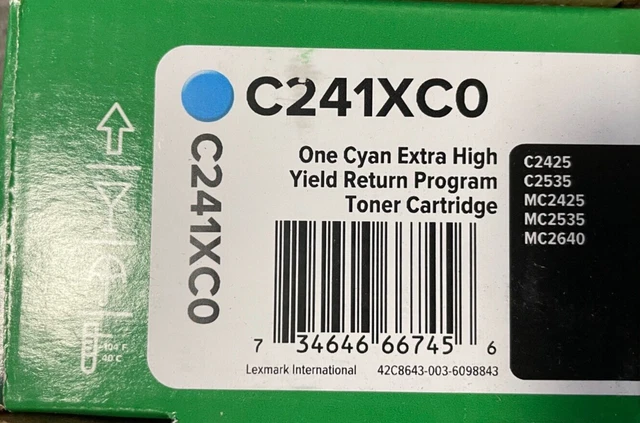 C241XC0
C241XC0
One Cyan Extra High
Yield Return Program
Toner Cartridge
C2425
C2535
MC2425
MC2535
MC2640
7 34646 66745 6
Lexmark International 42C8643-003-6098843
104 F
40 C